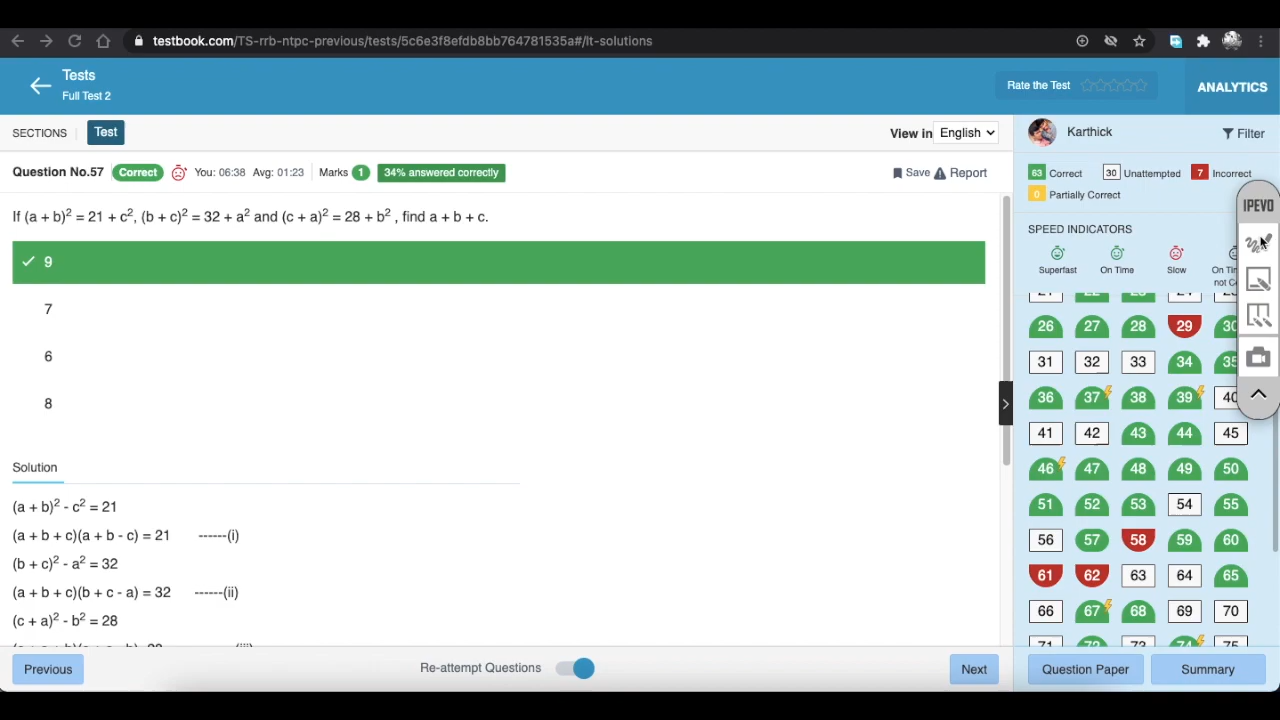 testbook.com/TS-rrb-ntpc-previous/tests/5c6e3f8efdb8bb764781535a#/lt-solutions
Tests
Full Test 2
Rate the Test
ANALYTICS
SECTIONS
Test
View in English
Karthick
Filter
Question No.57 Correct You: 06:38 Avg: 01:23 Marks 1 34% answered correctly
Save Report
63 Correct 30 Unattempted 7 Incorrect
0 Partially Correct
IPEVO
If (a + b)² = 21 + c², (b + c)² = 32 + a² and (c + a)² = 28 + b² , find a + b + c.
9
7
6
8
SPEED INDICATORS
Superfast On Time Slow
26 27 28 29 30
31 32 33 34 35
36 37 38 39 40
41 42 43 44 45
46 47 48 49 50
51 52 53 54 55
56 57 58 59 60
61 62 63 64 65
66 67 68 69 70
Solution
(a + b)² - c² = 21
(a + b + c)(a + b - c) = 21 ------(i)
(b + c)² - a² = 32
(a + b + c)(b + c - a) = 32 ------(ii)
(c + a)² - b² = 28
Previous
Re-attempt Questions
Next
Question Paper
Summary